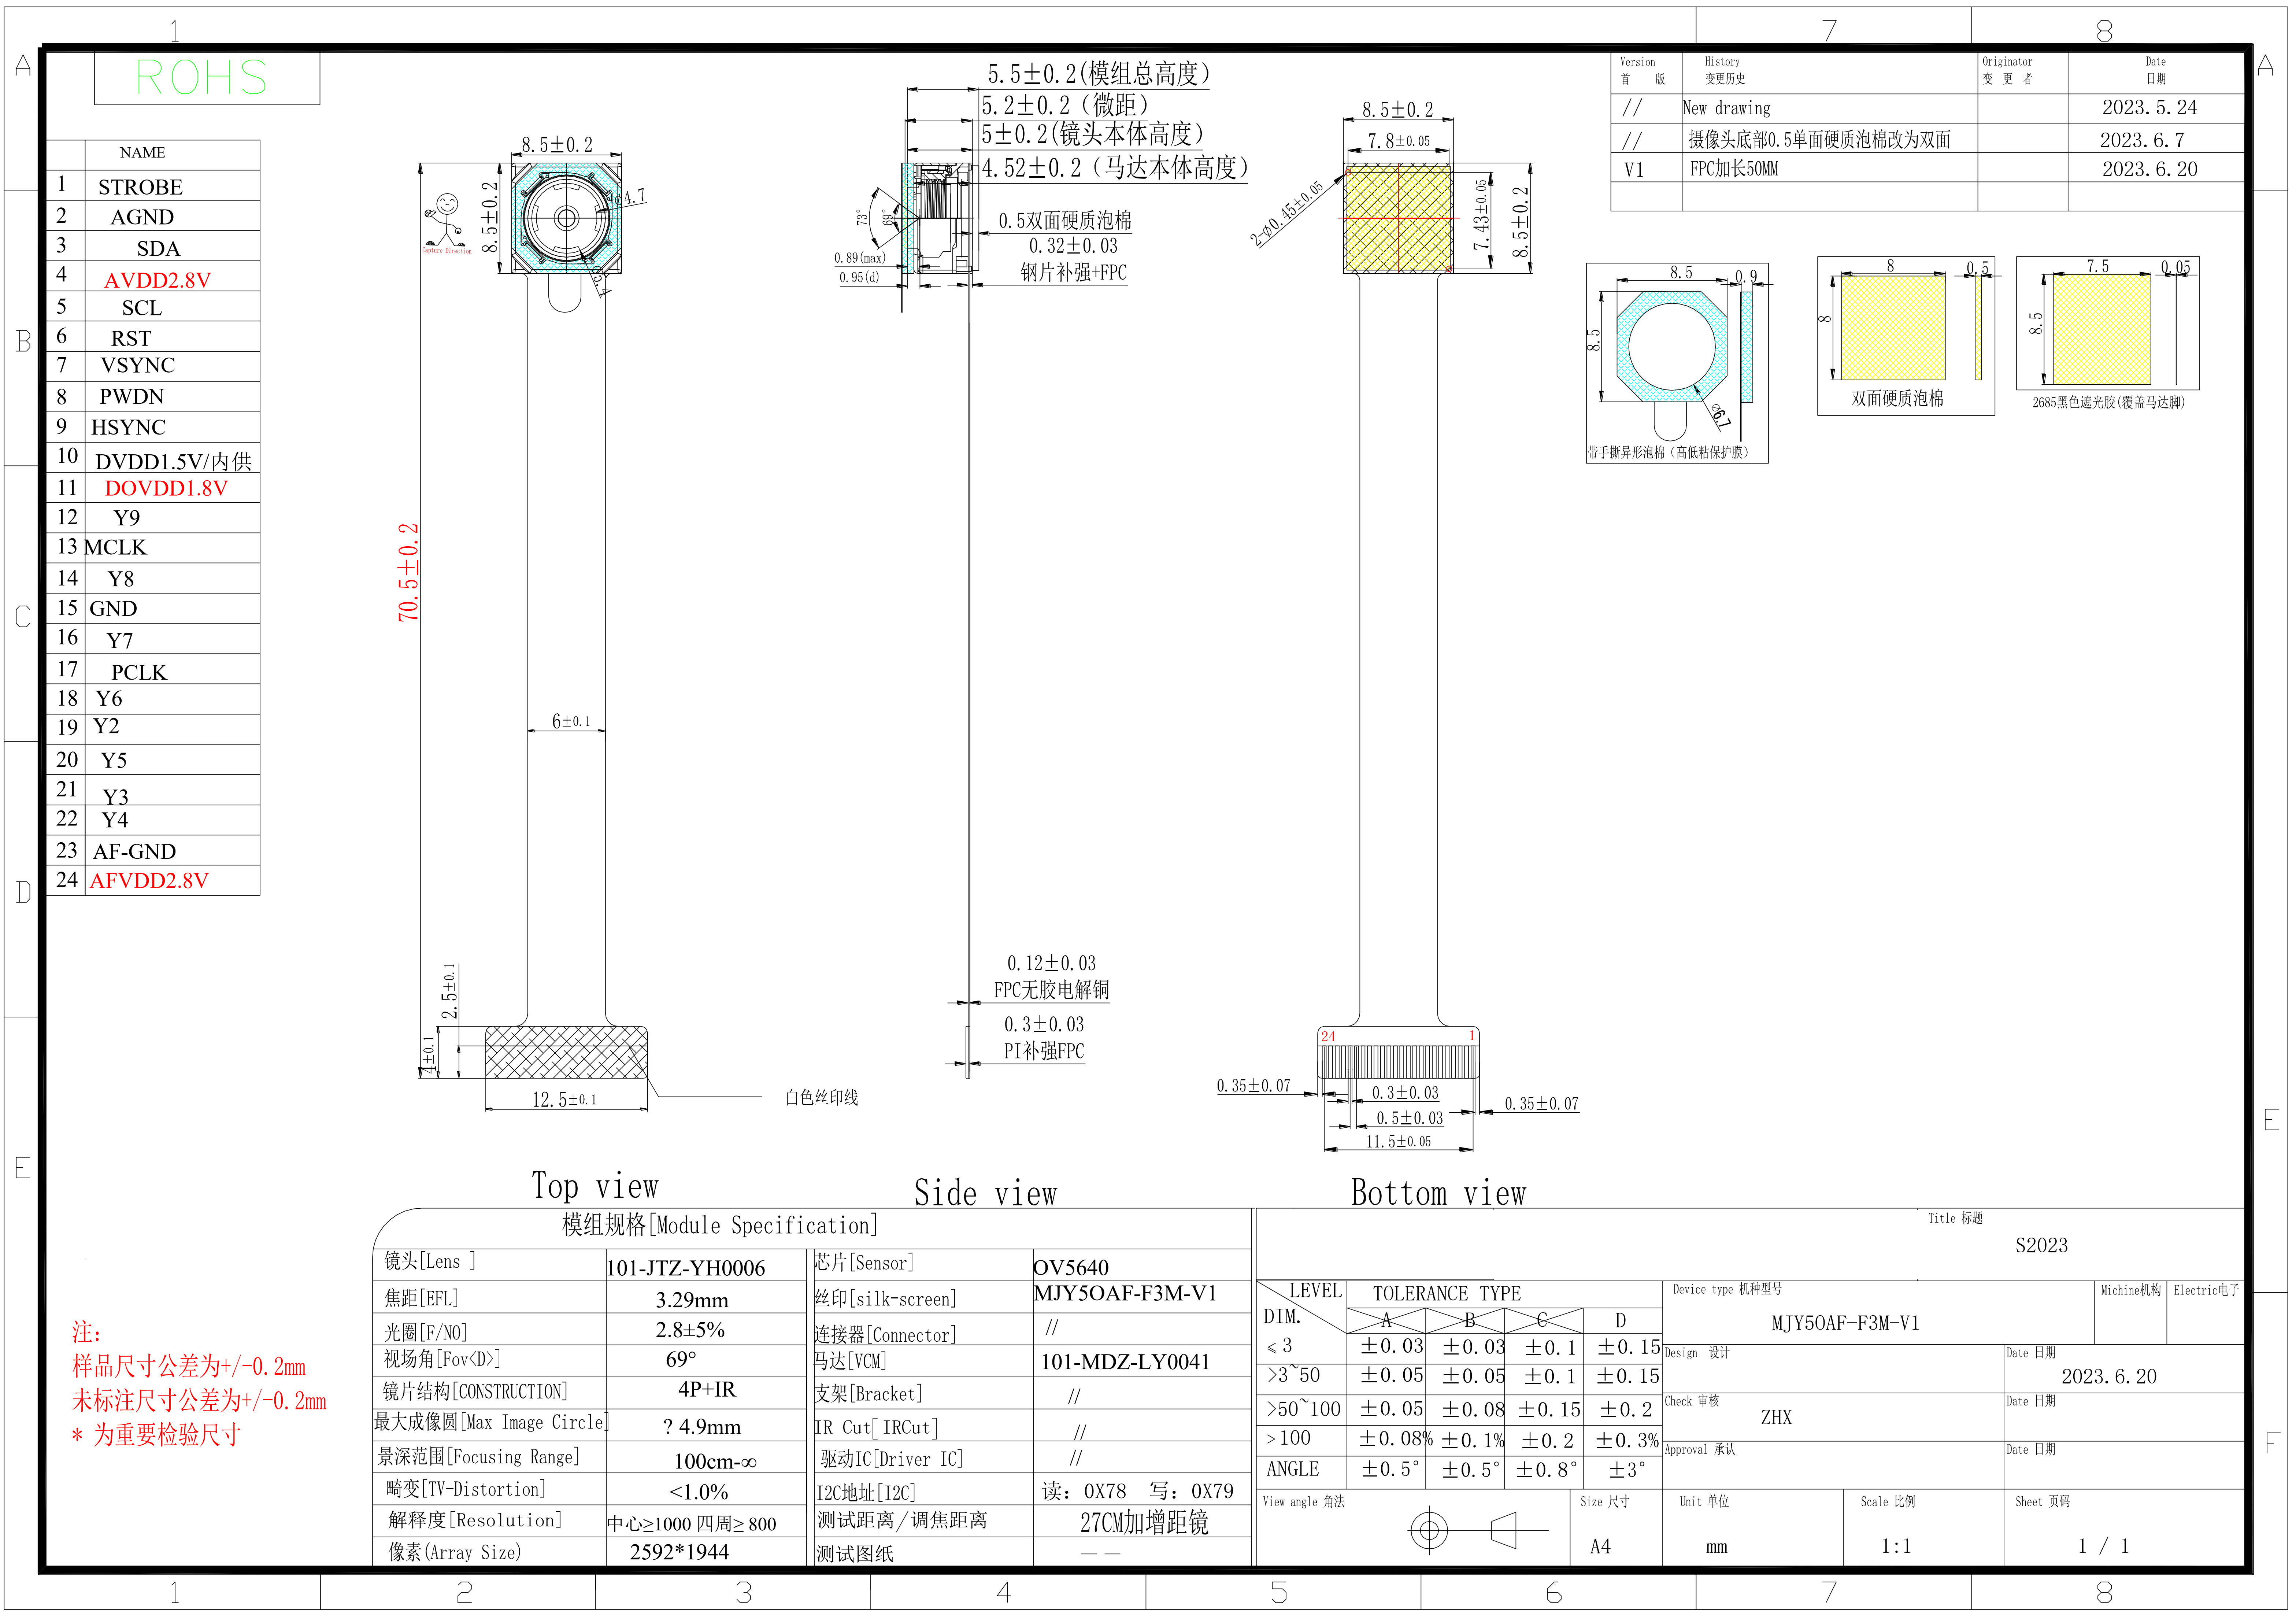 1
7
8
A
A
B
C
D
E
E
F
1
2
3
4
5
6
7
8
ROHS
NAME
1 STROBE
2 AGND
3 SDA
4 AVDD2.8V
5 SCL
6 RST
7 VSYNC
8 PWDN
9 HSYNC
10 DVDD1.5V/内供
11 DOVDD1.8V
12 Y9
13 MCLK
14 Y8
15 GND
16 Y7
17 PCLK
18 Y6
19 Y2
20 Y5
21 Y3
22 Y4
23 AF-GND
24 AFVDD2.8V
8.5±0.2
8.5±0.2
Capture Direction
70.5±0.2
6±0.1
2.5±0.1
4±0.1
12.5±0.1
白色丝印线
Top view
5.5±0.2(模组总高度)
5.2±0.2 (微距)
5±0.2(镜头本体高度)
4.52±0.2 (马达本体高度)
73°
69°
0.5双面硬质泡棉
0.32±0.03
钢片补强+FPC
0.89(max)
0.95(d)
0.12±0.03
FPC无胶电解铜
0.3±0.03
PI补强FPC
Side view
8.5±0.2
7.8±0.05
2-ø0.45±0.05
7.43±0.05
8.5±0.2
24
1
0.35±0.07
0.3±0.03
0.5±0.03
0.35±0.07
11.5±0.05
Bottom view
Version History Originator Date
首 版 变更历史 变 更 者 日期
// New drawing 2023.5.24
// 摄像头底部0.5单面硬质泡棉改为双面 2023.6.7
V1 FPC加长50MM 2023.6.20
8.5
0.9
8.5
ø6.7
带手撕异形泡棉 (高低粘保护膜)
8
0.5
8
双面硬质泡棉
7.5
0.05
8.5
2685黑色遮光胶(覆盖马达脚)
注:
样品尺寸公差为+/-0.2mm
未标注尺寸公差为+/-0.2mm
* 为重要检验尺寸
模组规格[Module Specification]
镜头[Lens ] 101-JTZ-YH0006 芯片[Sensor] OV5640
焦距[EFL] 3.29mm 丝印[silk-screen] MJY5OAF-F3M-V1
光圈[F/NO] 2.8±5% 连接器[Connector] //
视场角[Fov<D>] 69° 马达[VCM] 101-MDZ-LY0041
镜片结构[CONSTRUCTION] 4P+IR 支架[Bracket] //
最大成像圆[Max Image Circle] ? 4.9mm IR Cut[ IRCut] //
景深范围[Focusing Range] 100cm-∞ 驱动IC[Driver IC] //
畸变[TV-Distortion] <1.0% I2C地址[I2C] 读: 0X78 写: 0X79
解释度[Resolution] 中心≥1000 四周≥ 800 测试距离/调焦距离 27CM加增距镜
像素(Array Size) 2592*1944 测试图纸 — —
Title 标题
S2023
LEVEL TOLERANCE TYPE
DIM. A B C D
≤3 ±0.03 ±0.03 ±0.1 ±0.15
>3~50 ±0.05 ±0.05 ±0.1 ±0.15
>50~100 ±0.05 ±0.08 ±0.15 ±0.2
>100 ±0.08% ±0.1% ±0.2 ±0.3%
ANGLE ±0.5° ±0.5° ±0.8° ±3°
Device type 机种型号 Michine机构 Electric电子
MJY5OAF-F3M-V1
Design 设计 Date 日期
2023.6.20
Check 审核 Date 日期
ZHX
Approval 承认 Date 日期
View angle 角法 Size 尺寸 Unit 单位 Scale 比例 Sheet 页码
A4 mm 1:1 1 / 1